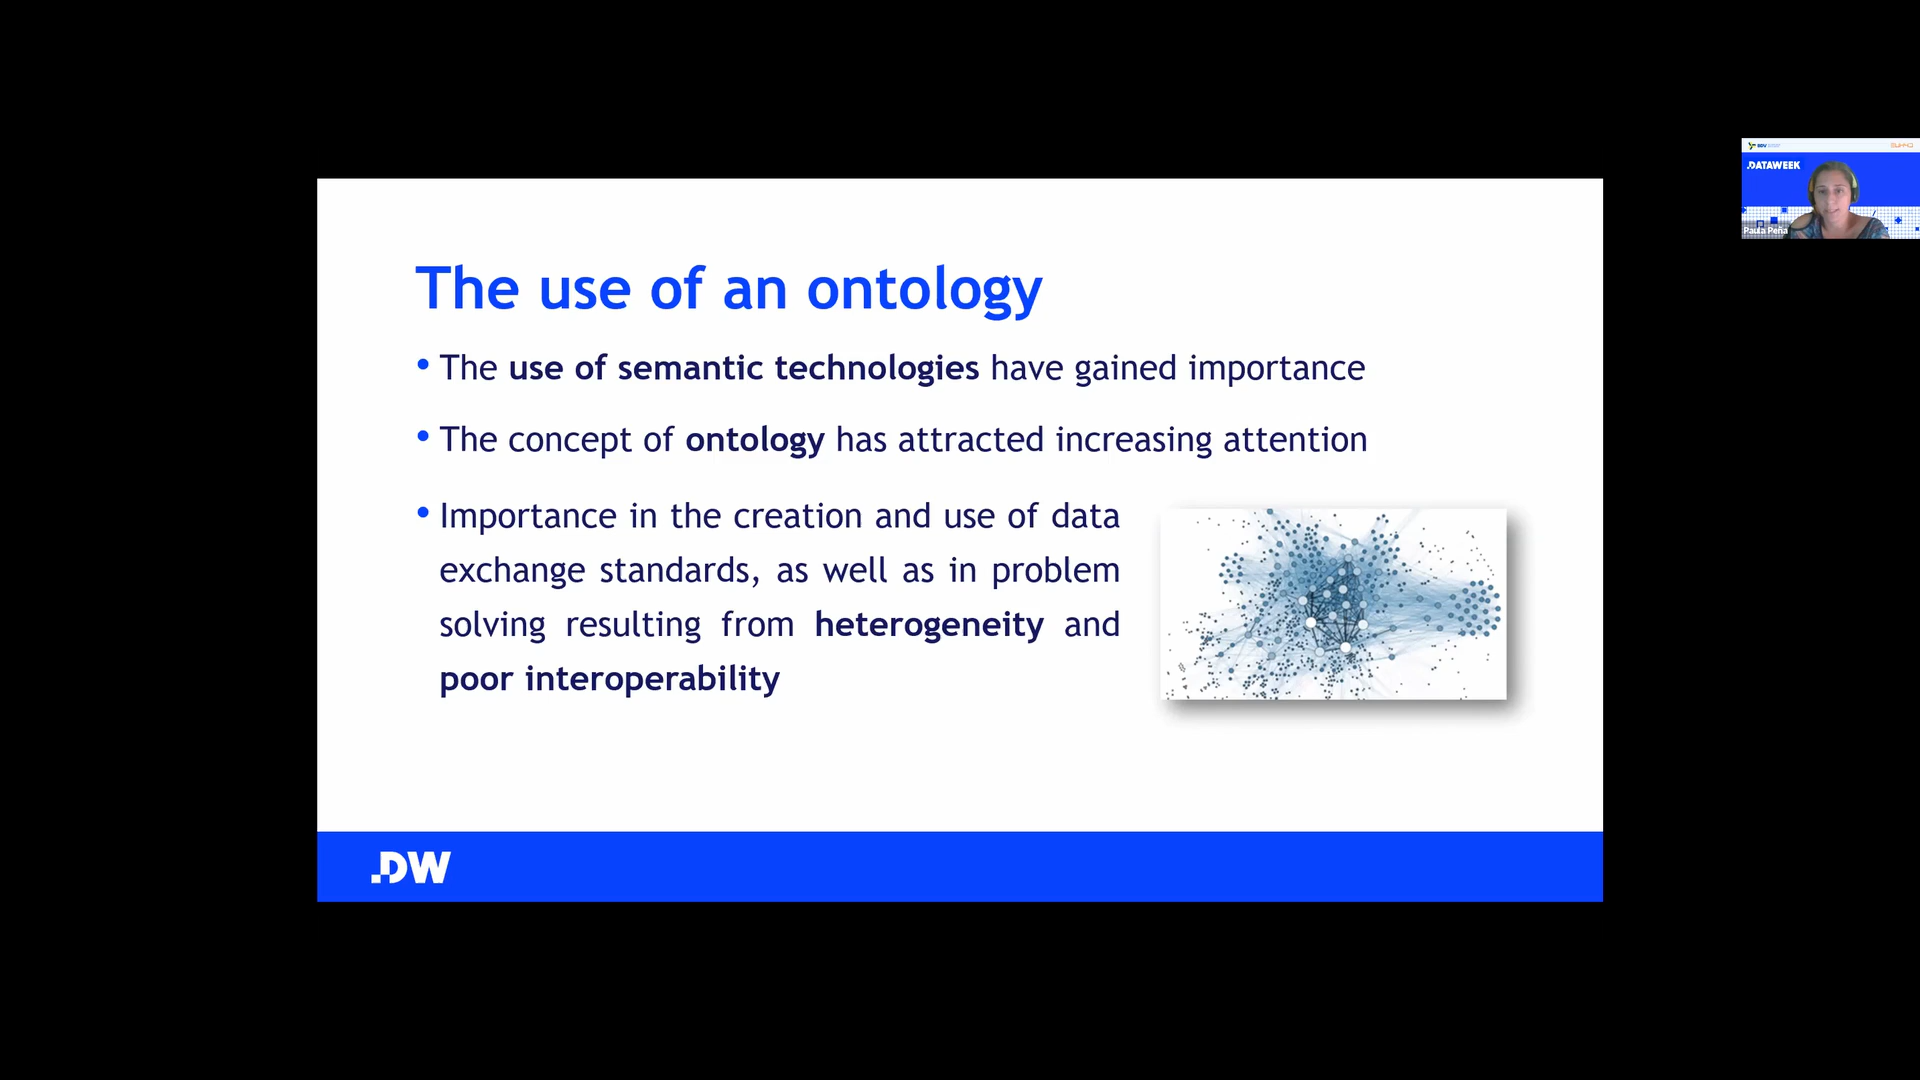 The use of an ontology
• The use of semantic technologies have gained importance
• The concept of ontology has attracted increasing attention
• Importance in the creation and use of data
exchange standards, as well as in problem
solving resulting from heterogeneity and
poor interoperability
.DW
BDV
.DATAWEEK
Paula Peña